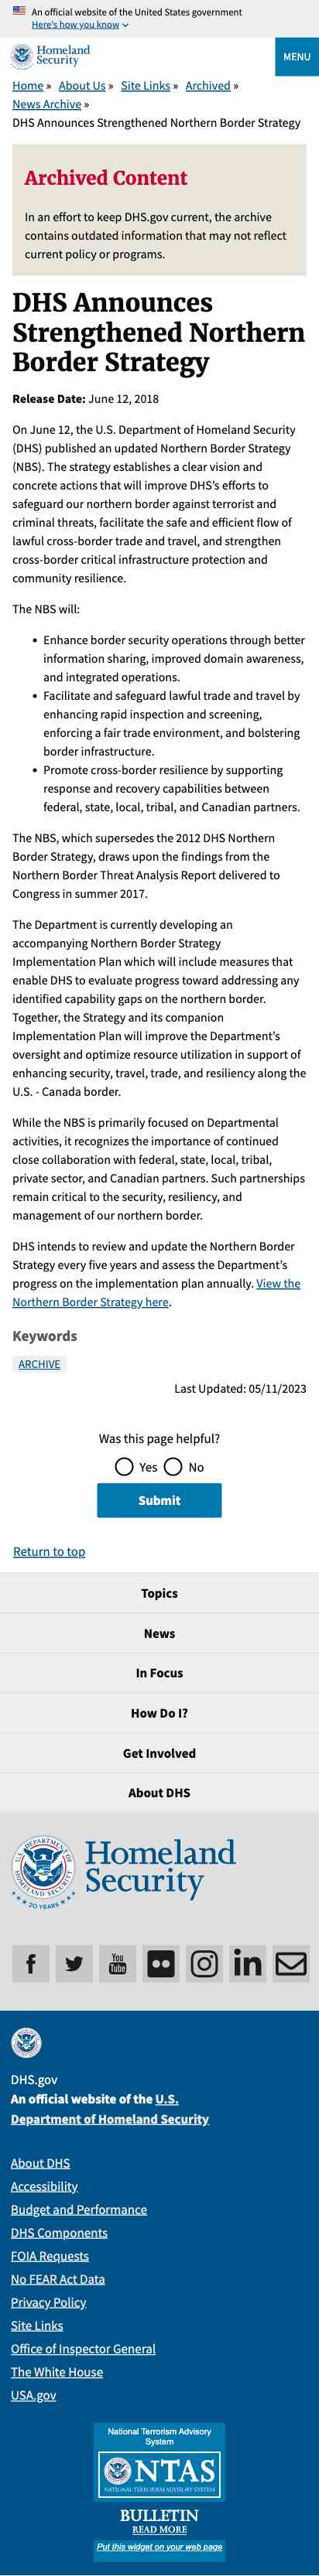 An official website of the United States government
Here's how you know
Homeland
Security
MENU
Home » About Us » Site Links » Archived »
News Archive »
DHS Announces Strengthened Northern Border Strategy
Archived Content
In an effort to keep DHS.gov current, the archive
contains outdated information that may not reflect
current policy or programs.
DHS Announces
Strengthened Northern
Border Strategy
Release Date: June 12, 2018
On June 12, the U.S. Department of Homeland Security
(DHS) published an updated Northern Border Strategy
(NBS). The strategy establishes a clear vision and
concrete actions that will improve DHS's efforts to
safeguard our northern border against terrorist and
criminal threats, facilitate the safe and efficient flow of
lawful cross-border trade and travel, and strengthen
cross-border critical infrastructure protection and
community resilience.
The NBS will:
• Enhance border security operations through better
information sharing, improved domain awareness,
and integrated operations.
• Facilitate and safeguard lawful trade and travel by
enhancing rapid inspection and screening,
enforcing a fair trade environment, and bolstering
border infrastructure.
• Promote cross-border resilience by supporting
response and recovery capabilities between
federal, state, local, tribal, and Canadian partners.
The NBS, which supersedes the 2012 DHS Northern
Border Strategy, draws upon the findings from the
Northern Border Threat Analysis Report delivered to
Congress in summer 2017.
The Department is currently developing an
accompanying Northern Border Strategy
Implementation Plan which will include measures that
enable DHS to evaluate progress toward addressing any
identified capability gaps on the northern border.
Together, the Strategy and its companion
Implementation Plan will improve the Department's
oversight and optimize resource utilization in support of
enhancing security, travel, trade, and resiliency along the
U.S. - Canada border.
While the NBS is primarily focused on Departmental
activities, it recognizes the importance of continued
close collaboration with federal, state, local, tribal,
private sector, and Canadian partners. Such partnerships
remain critical to the security, resiliency, and
management of our northern border.
DHS intends to review and update the Northern Border
Strategy every five years and assess the Department's
progress on the implementation plan annually. View the
Northern Border Strategy here.
Keywords
ARCHIVE
Last Updated: 05/11/2023
Was this page helpful?
Yes No
Submit
Return to top
Topics
News
In Focus
How Do I?
Get Involved
About DHS
Homeland
Security
20 YEARS
You
Tube
DHS.gov
An official website of the U.S.
Department of Homeland Security
About DHS
Accessibility
Budget and Performance
DHS Components
FOIA Requests
No FEAR Act Data
Privacy Policy
Site Links
Office of Inspector General
The White House
USA.gov
National Terrorism Advisory
System
NTAS
NATIONAL TERRORISM ADVISORY SYSTEM
BULLETIN
READ MORE
Put this widget on your web page